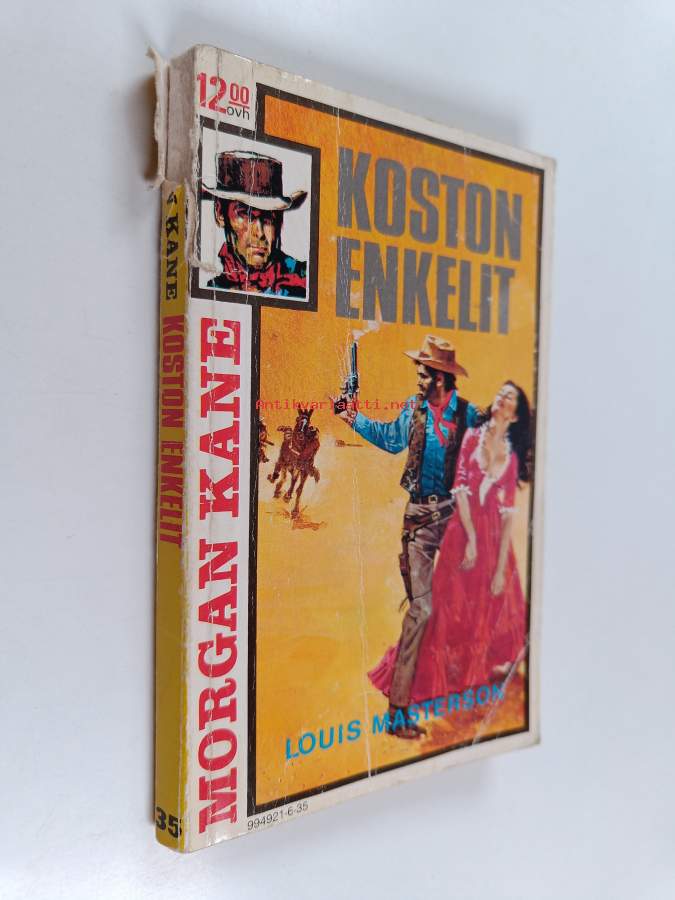 12.00
ovh
KOSTON
ENKELIT
MORGAN KANE
LOUIS MASTERSON
994921-6-35
KANE KOSTON ENKELIT
35
Antikvariaatti.net